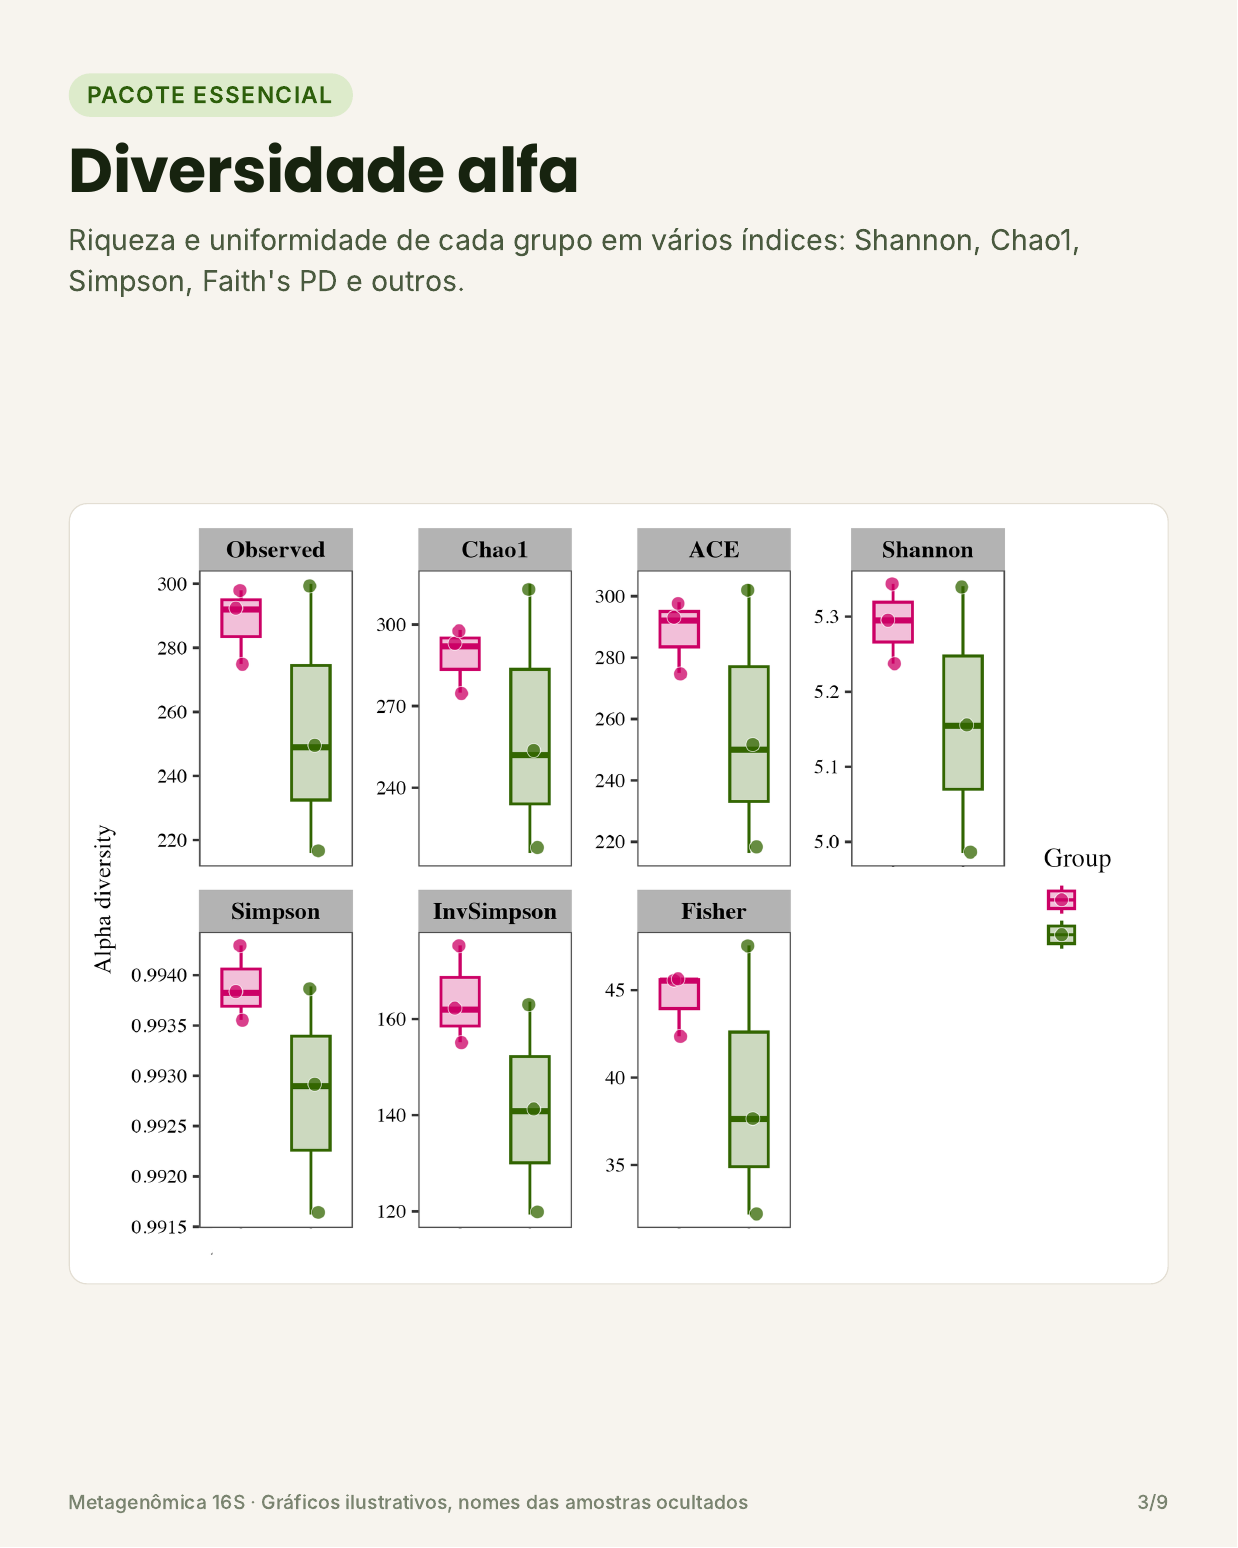 PACOTE ESSENCIAL
Diversidade alfa
Riqueza e uniformidade de cada grupo em vários índices: Shannon, Chao1,
Simpson, Faith's PD e outros.
Observed
Chao1
ACE
Shannon
300
280
260
240
220
300
270
240
300
280
260
240
220
5.3
5.2
5.1
5.0
Alpha diversity
Group
Simpson
InvSimpson
Fisher
0.9940
0.9935
0.9930
0.9925
0.9920
0.9915
160
140
120
45
40
35
Metagenômica 16S · Gráficos ilustrativos, nomes das amostras ocultados
3/9